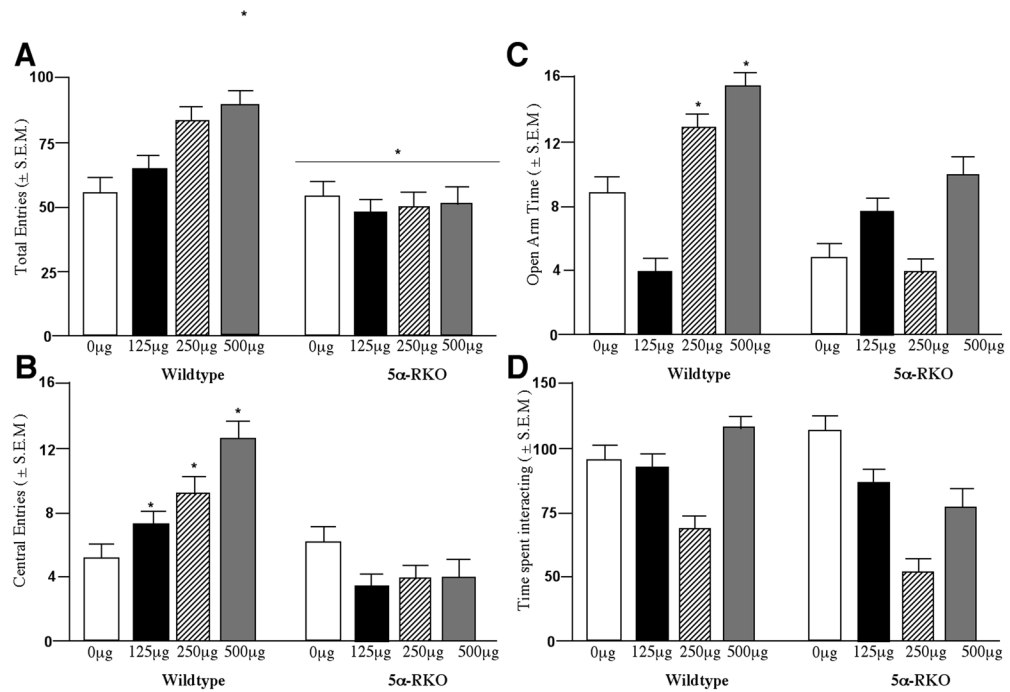 *
A
C
Total Entries (± S.E.M.)
100
75
50
25
0
*
0µg 125µg 250µg 500µg 0µg 125µg 250µg 500µg
Wildtype 5α-RKO
Open Arm Time ( ± S.E.M )
16
12
8
4
0
* *
0µg 125µg 250µg 500µg 0µg 125µg 250µg 500µg
Wildtype 5α-RKO
B
D
Central Entries ( ± S.E.M )
16
12
8
4
0
* * *
0µg 125µg 250µg 500µg 0µg 125µg 250µg 500µg
Wildtype 5α-RKO
Time spent interacting ( ± S.E.M )
150
100
75
50
0
0µg 125µg 250µg 500µg 0µg 125µg 250µg 500µg
Wildtype 5α-RKO